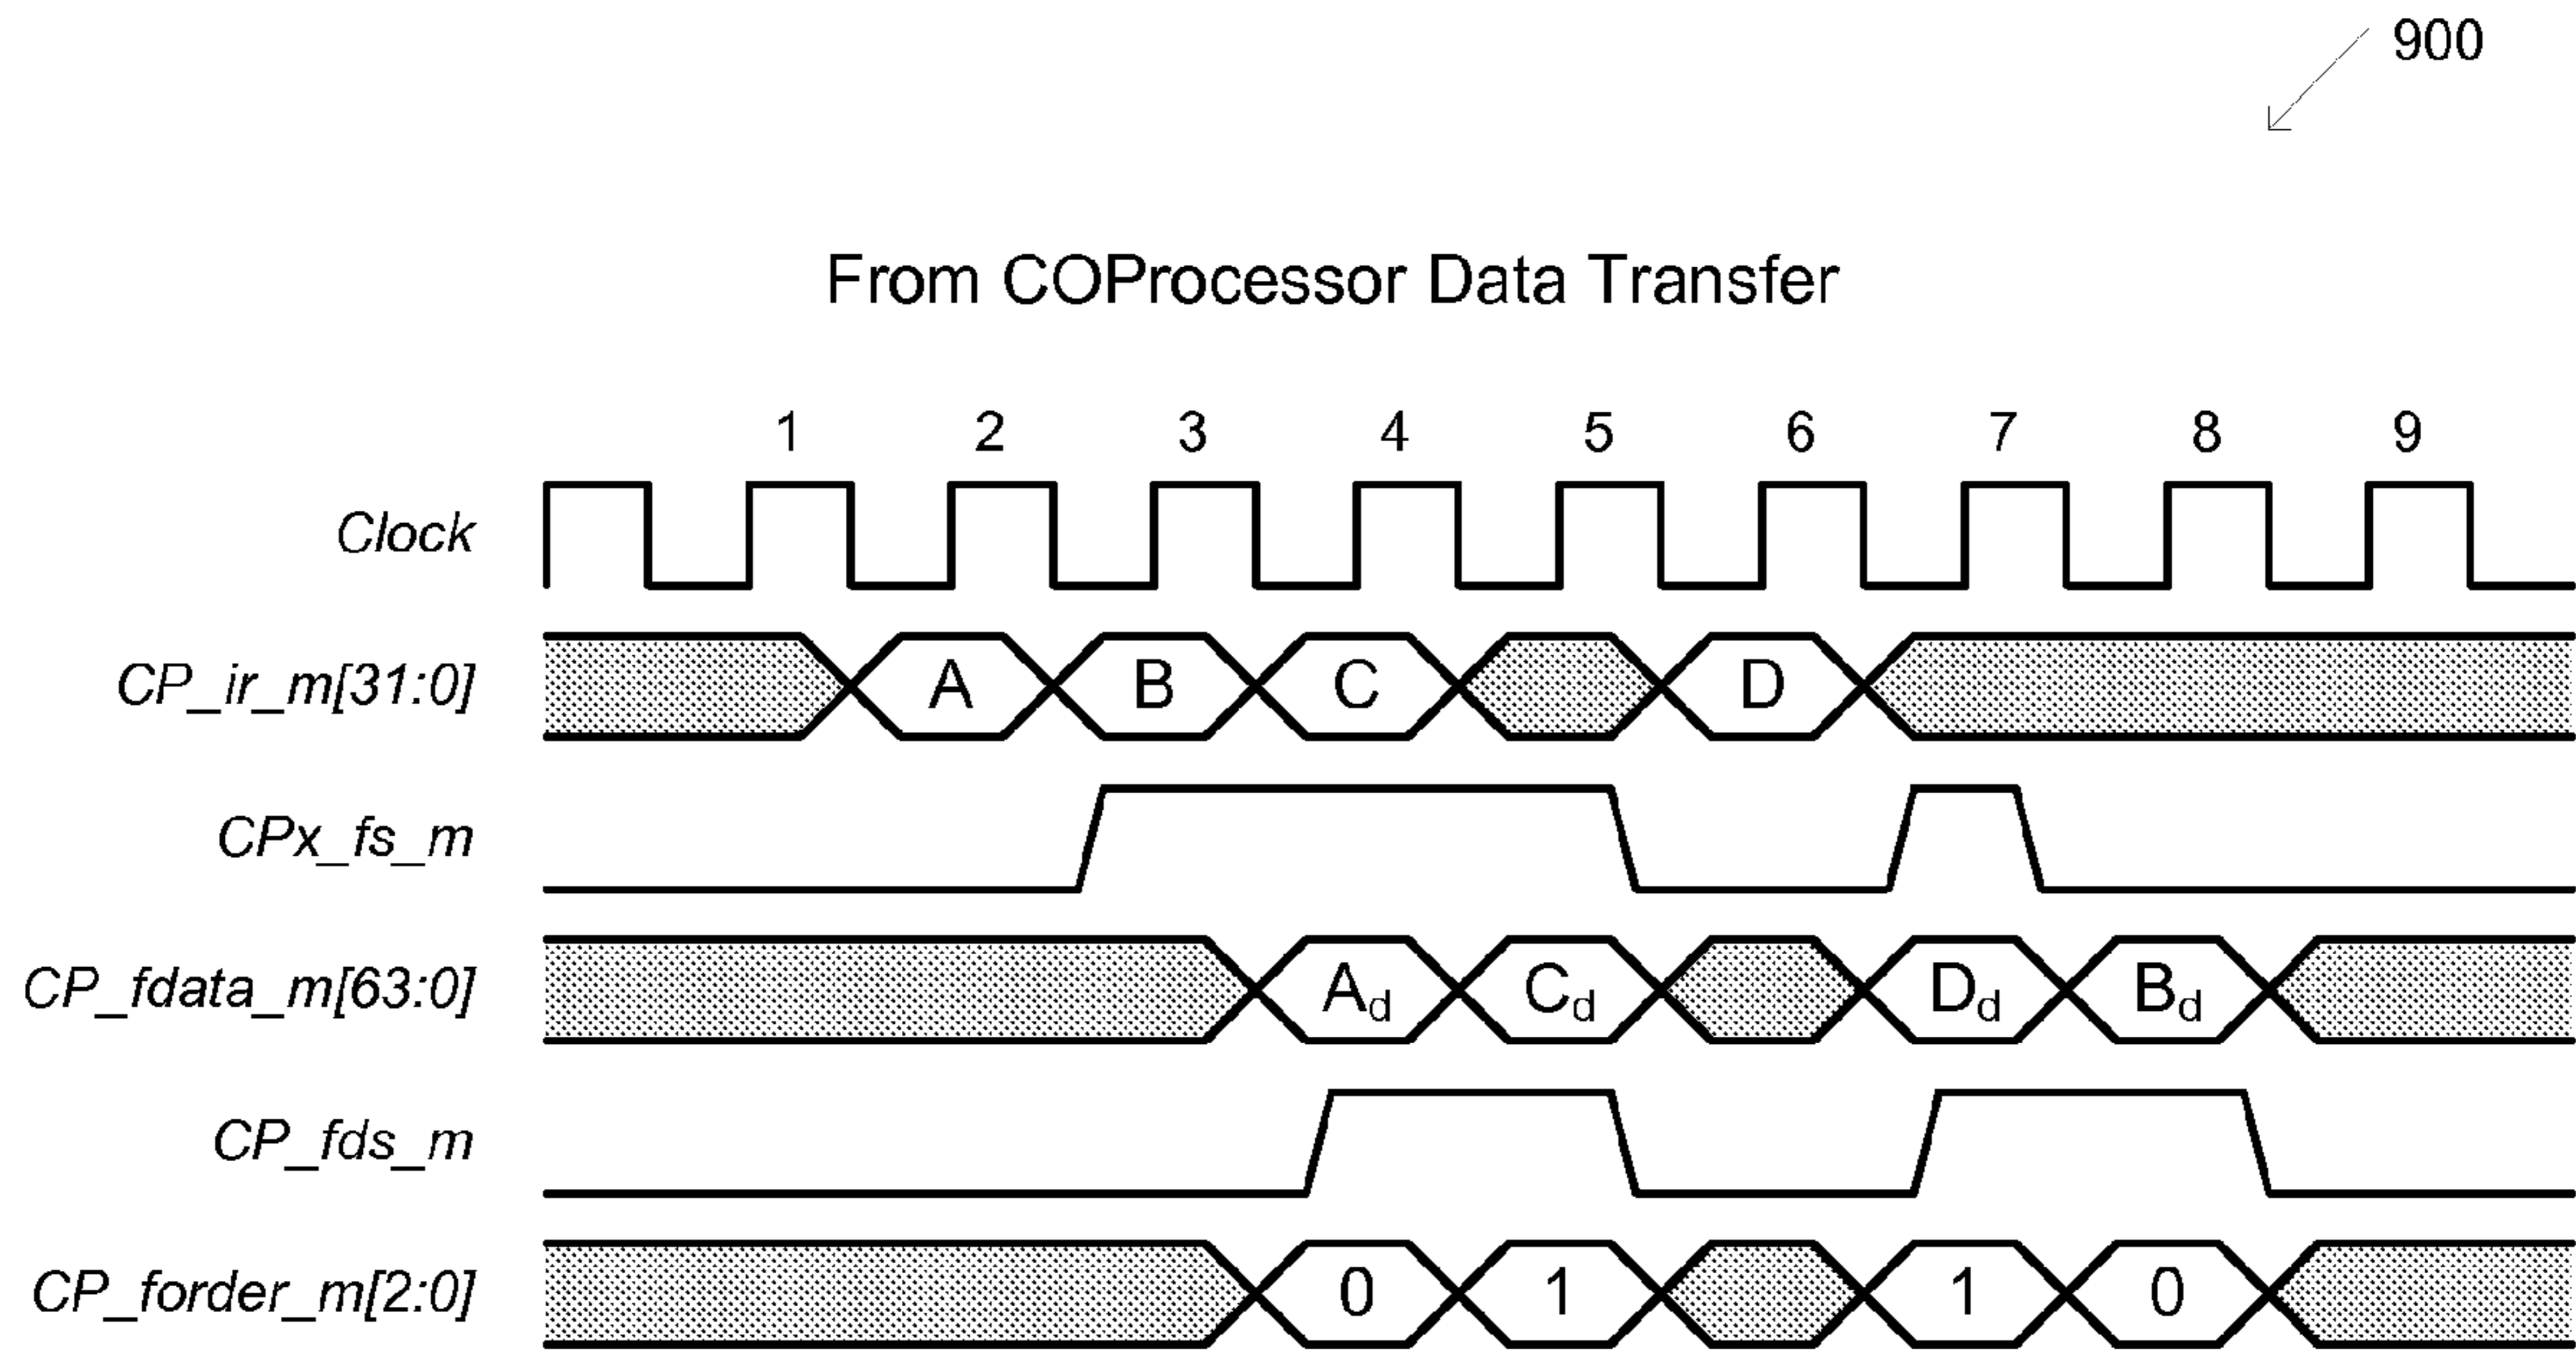 900
From COProcessor Data Transfer
1 2 3 4 5 6 7 8 9
Clock
CP_ir_m[31:0] A B C D
CPx_fs_m
CP_fdata_m[63:0] Ad Cd Dd Bd
CP_fds_m
CP_forder_m[2:0] 0 1 1 0